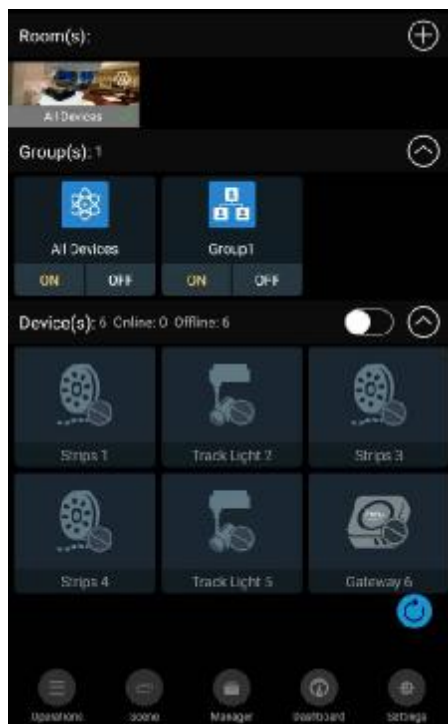 Room(s):
All Devices
Group(s): 1
All Devices
Group1
ON OFF ON OFF
Device(s): 6 Online: 0 Offline: 6
Strips 1
Track Light 2
Strips 3
Strips 4
Track Light 5
Gateway 6
Operations
Scene
Manager
Dashboard
Settings